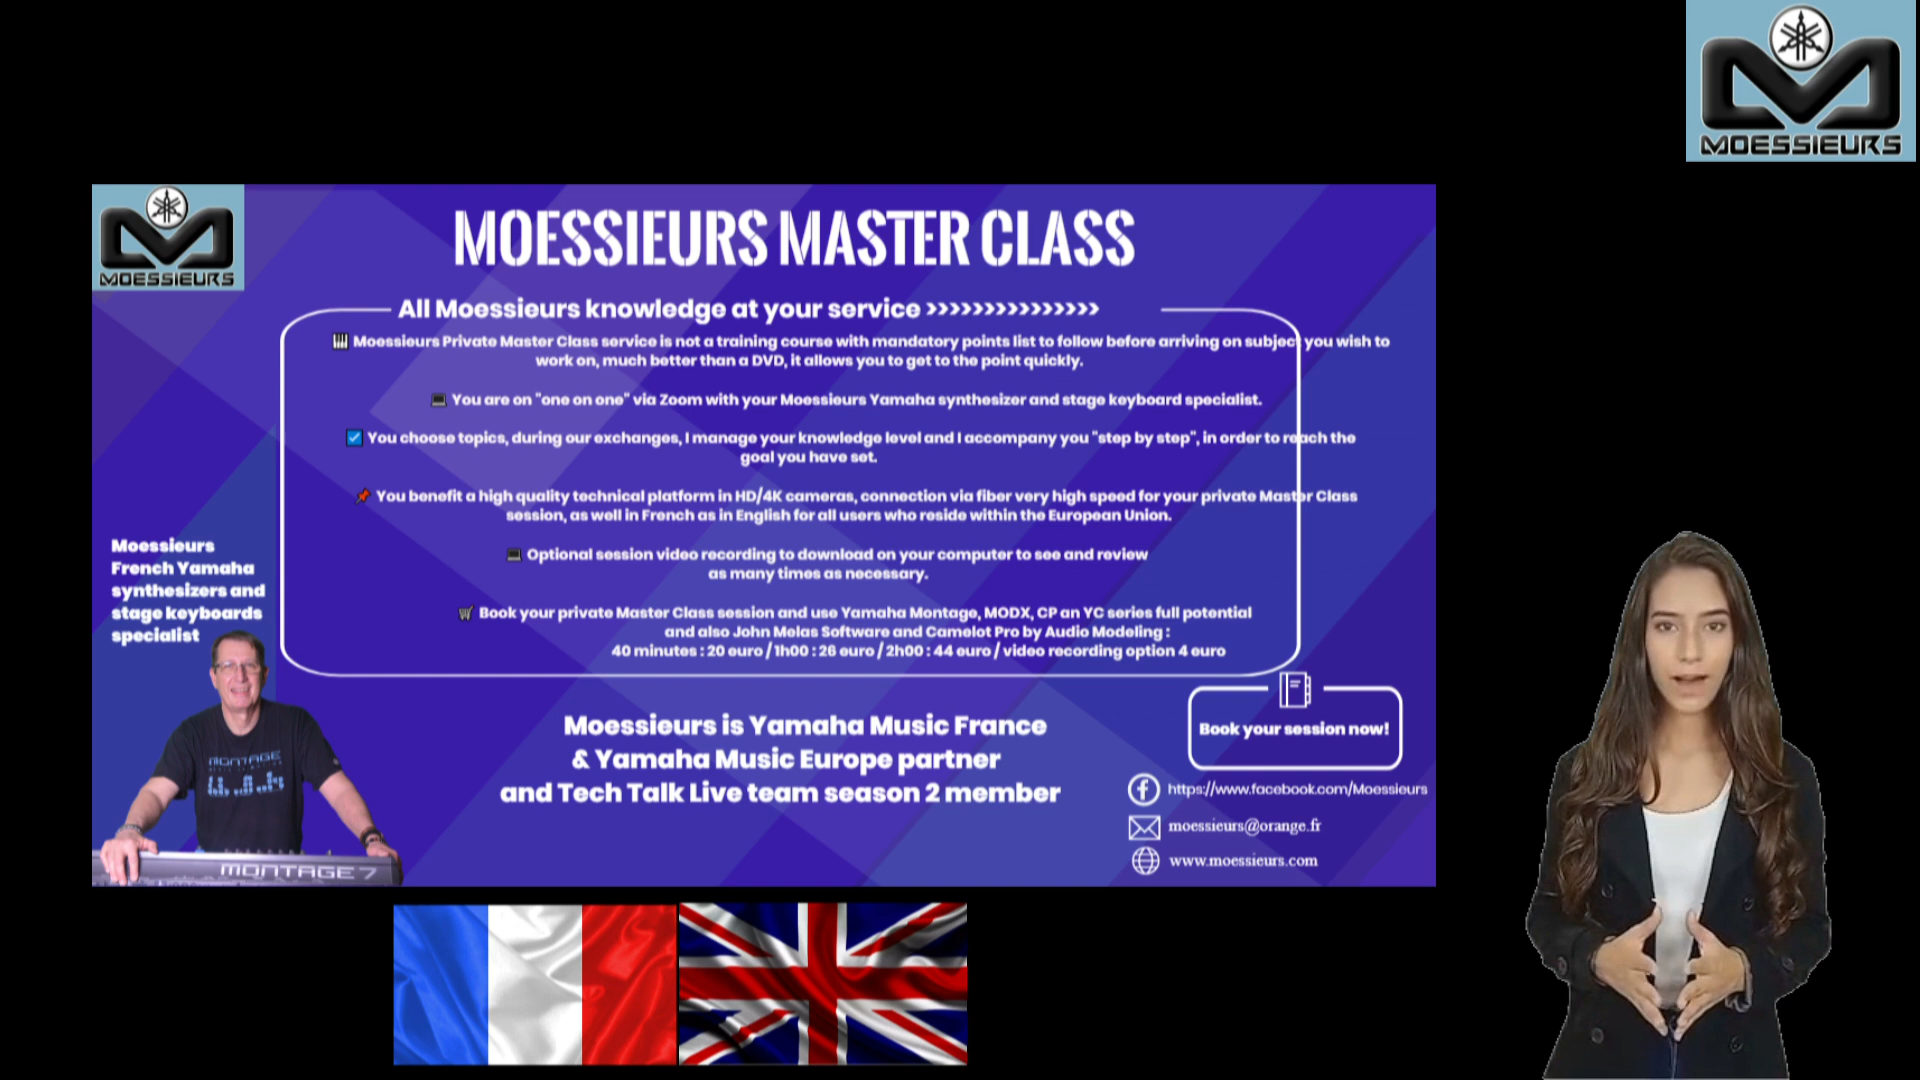 MOESSIEURS
MOESSIEURS
MOESSIEURS MASTER CLASS
All Moessieurs knowledge at your service >>>>>>>>>>>>>>>
Moessieurs Private Master Class service is not a training course with mandatory points list to follow before arriving on subject you wish to
work on, much better than a DVD, it allows you to get to the point quickly.
You are on "one on one" via Zoom with your Moessieurs Yamaha synthesizer and stage keyboard specialist.
You choose topics, during our exchanges, I manage your knowledge level and I accompany you "step by step", in order to reach the
goal you have set.
You benefit a high quality technical platform in HD/4K cameras, connection via fiber very high speed for your private Master Class
session, as well in French as in English for all users who reside within the European Union.
Optional session video recording to download on your computer to see and review
as many times as necessary.
Book your private Master Class session and use Yamaha Montage, MODX, CP an YC series full potential
and also John Melas Software and Camelot Pro by Audio Modeling :
40 minutes : 20 euro / 1h00 : 26 euro / 2h00 : 44 euro / video recording option 4 euro
Moessieurs
French Yamaha
synthesizers and
stage keyboards
specialist
MONTAGE
MONTAGE 7
Moessieurs is Yamaha Music France
& Yamaha Music Europe partner
and Tech Talk Live team season 2 member
Book your session now!
https://www.facebook.com/Moessieurs
moessieurs@orange.fr
www.moessieurs.com